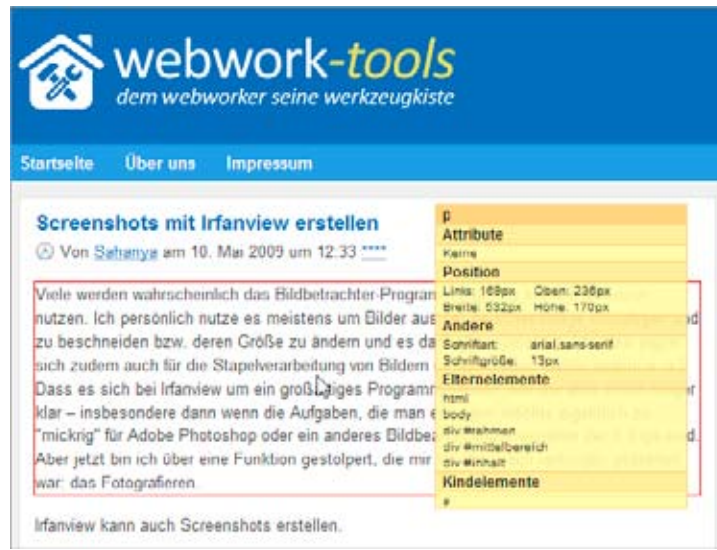 webwork-tools
dem webworker seine werkzeugkiste
Startseite Über uns Impressum
Screenshots mit Irfanview erstellen
Von Sahanya am 10. Mai 2009 um 12:33 ****
Viele werden wahrscheinlich das Bildbetrachter-Program
nutzen. Ich persönlich nutze es meistens um Bilder aus
zu beschneiden bzw. deren Größe zu ändern und es da
sich zudem auch für die Stapelverarbeitung von Bildern
Dass es sich bei Irfanview um ein großartiges Programm
klar – insbesondere dann wenn die Aufgaben, die man
"mickrig" für Adobe Photoshop oder ein anderes
Aber jetzt bin ich über eine Funktion gestolpert, die mir
war: das Fotografieren.
Irfanview kann auch Screenshots erstellen.
p
Attribute
Keine
Position
Links: 169px Oben: 236px
Breite: 532px Höhe: 170px
Andere
Schriftart: arial,sans-serif
Schriftgröße: 13px
Elternelemente
html
body
div #rahmen
div #mittelbereich
div #inhalt
Kindelemente